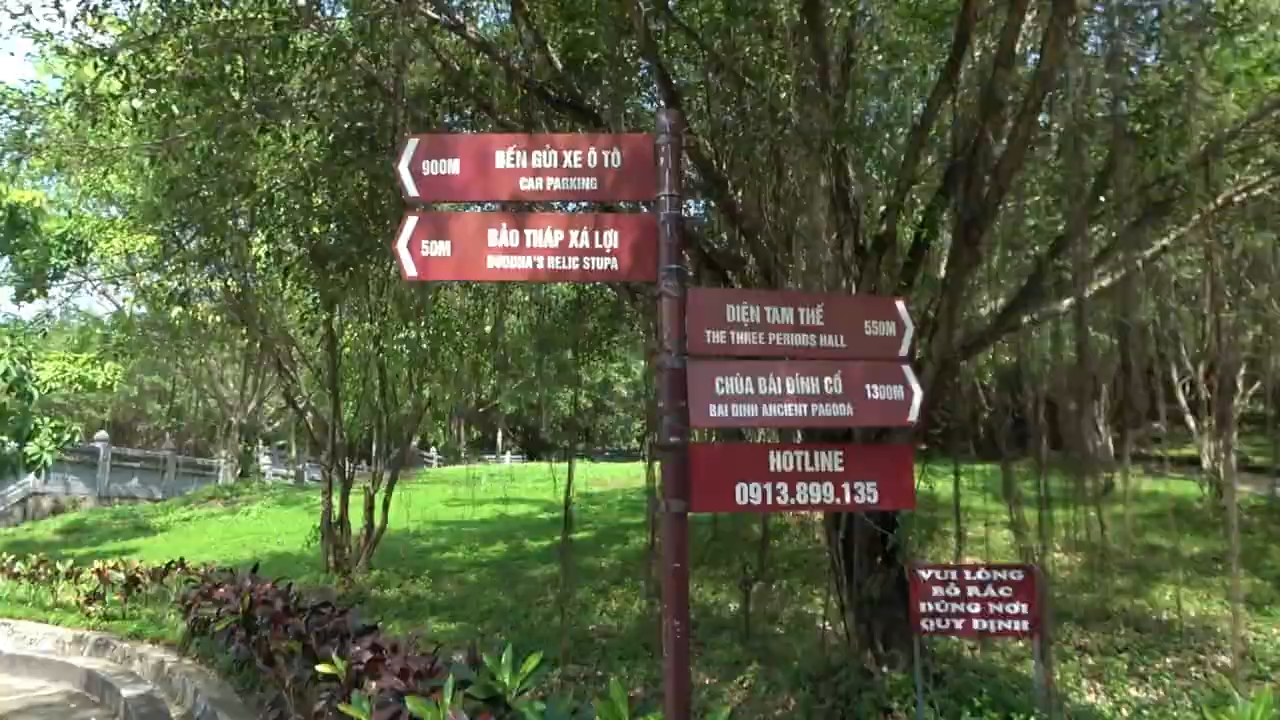 900M
BẾN GỬI XE Ô TÔ
CAR PARKING
50M
BẢO THÁP XÁ LỢI
BUDDHA'S RELIC STUPA
ĐIỆN TAM THẾ
THE THREE PERIODS HALL
550M
CHÙA BÁI ĐÍNH CỔ
BAI DINH ANCIENT PAGODA
1300M
HOTLINE
0913.899.135
VUI LÒNG
BỎ RÁC
ĐÚNG NƠI
QUY ĐỊNH